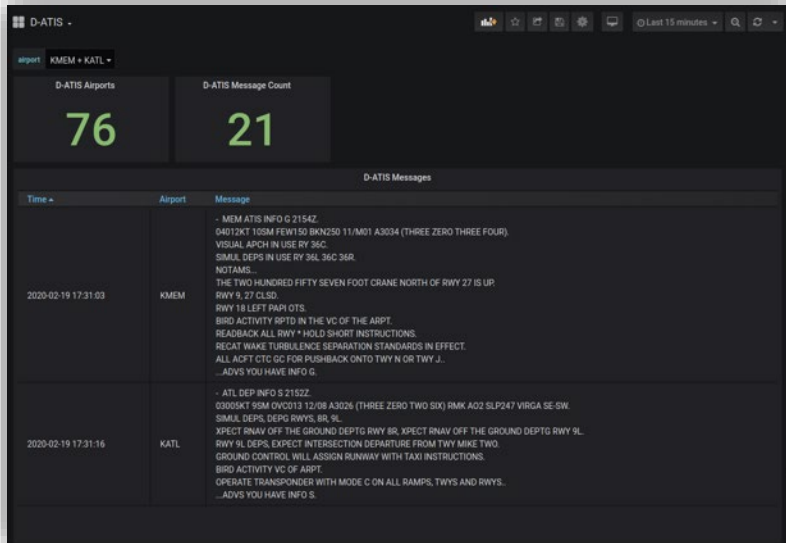 D-ATIS
Last 15 minutes
airport KMEM + KATL
D-ATIS Airports
76
D-ATIS Message Count
21
D-ATIS Messages
Time Airport Message
2020-02-19 17:31:03 KMEM
- MEM ATIS INFO G 2154Z.
04012KT 10SM FEW150 BKN250 11/M01 A3034 (THREE ZERO THREE FOUR).
VISUAL APCH IN USE RY 36C.
SIMUL DEPS IN USE RY 36L 36C 36R.
NOTAMS...
THE TWO HUNDRED FIFTY SEVEN FOOT CRANE NORTH OF RWY 27 IS UP.
RWY 9, 27 CLSD.
RWY 18 LEFT PAPI OTS.
BIRD ACTIVITY RPTD IN THE VC OF THE ARPT.
READBACK ALL RWY * HOLD SHORT INSTRUCTIONS.
RECAT WAKE TURBULENCE SEPARATION STANDARDS IN EFFECT.
ALL ACFT CTC GC FOR PUSHBACK ONTO TWY N OR TWY J..
...ADVS YOU HAVE INFO G.
2020-02-19 17:31:16 KATL
- ATL DEP INFO S 2152Z.
03005KT 9SM OVC013 12/08 A3026 (THREE ZERO TWO SIX) RMK AO2 SLP247 VIRGA SE-SW.
SIMUL DEPS, DEPG RWYS, 8R, 9L.
XPECT RNAV OFF THE GROUND DEPTG RWY 8R, XPECT RNAV OFF THE GROUND DEPTG RWY 9L.
RWY 9L DEPS, EXPECT INTERSECTION DEPARTURE FROM TWY MIKE TWO.
GROUND CONTROL WILL ASSIGN RUNWAY WITH TAXI INSTRUCTIONS.
BIRD ACTIVITY VC OF ARPT.
OPERATE TRANSPONDER WITH MODE C ON ALL RAMPS, TWYS AND RWYS..
...ADVS YOU HAVE INFO S.